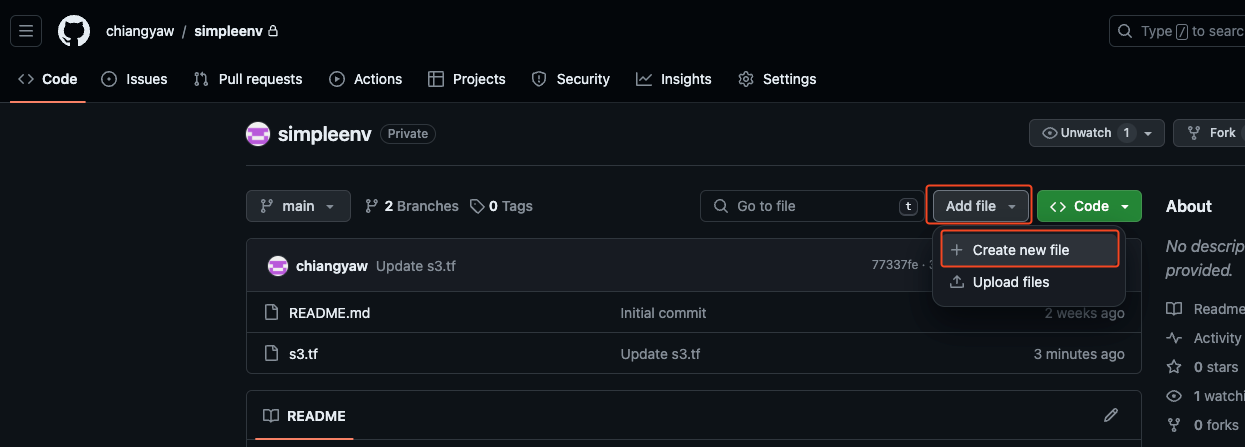 chiangyaw / simpleenv
Type / to searc
Code Issues Pull requests Actions Projects Security Insights Settings
simpleenv Private
Unwatch 1 Fork
main 2 Branches 0 Tags
Go to file t Add file Code
About
Create new file
Upload files
No descrip
provided.
chiangyaw Update s3.tf 77337fe · 3
README.md Initial commit 2 weeks ago
s3.tf Update s3.tf 3 minutes ago
README
Readme
Activity
0 stars
1 watchi
0 forks